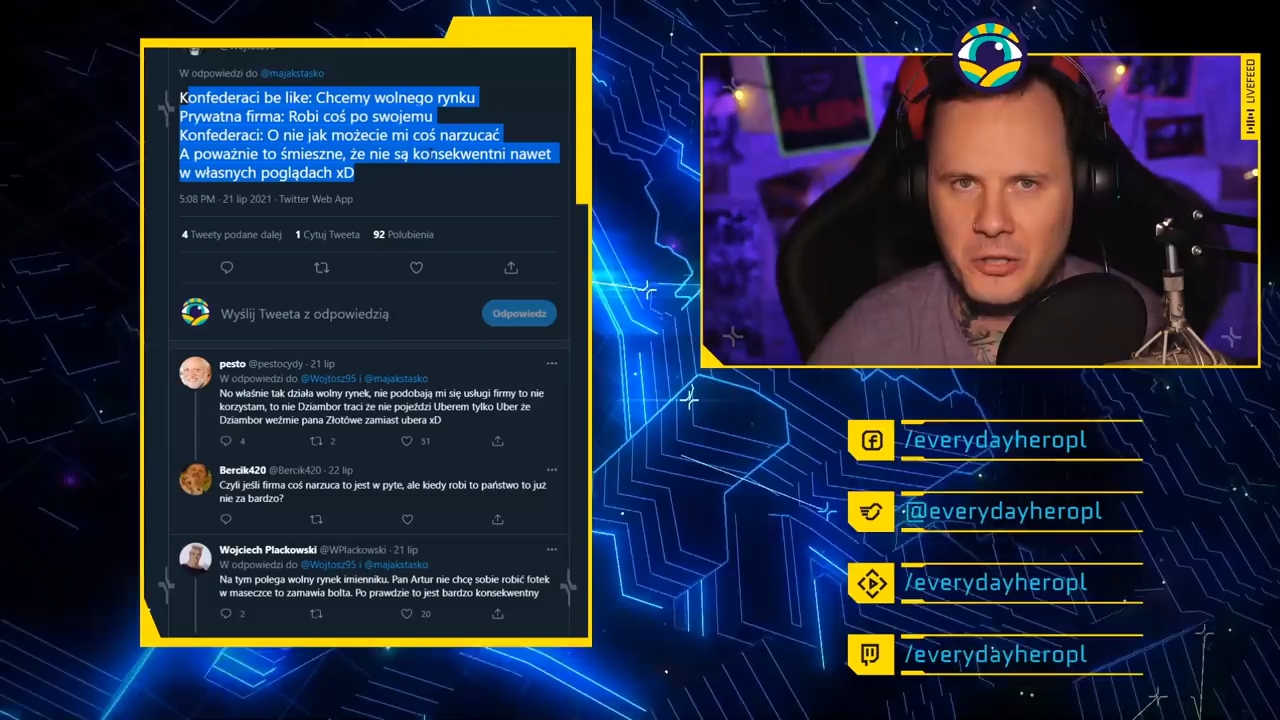 W odpowiedzi do @majakstasko
Konfederaci be like: Chcemy wolnego rynku
Prywatna firma: Robi coś po swojemu
Konfederaci: O nie jak możecie mi coś narzucać
A poważnie to śmieszne, że nie są konsekwentni nawet
w własnych poglądach xD
5:08 PM · 21 lip 2021 · Twitter Web App
4 Tweety podane dalej 1 Cytuj Tweeta 92 Polubienia
Wyślij Tweeta z odpowiedzią
Odpowiedz
pesto @pestocydy · 21 lip
W odpowiedzi do @Wojtosz95 i @majakstasko
No właśnie tak działa wolny rynek, nie podobają mi się usługi firmy to nie
korzystam, to nie Dziambor traci że nie pojeździ Uberem tylko Uber że
Dziambor weźmie pana Złotówe zamiast ubera xD
4 2 51
Bercik420 @Bercik420 · 22 lip
Czyli jeśli firma coś narzuca to jest w pyte, ale kiedy robi to państwo to już
nie za bardzo?
Wojciech Plackowski @WPlackowski · 21 lip
W odpowiedzi do @Wojtosz95 i @majakstasko
Na tym polega wolny rynek imienniku. Pan Artur nie chcę sobie robić fotek
w maseczce to zamawia bolta. Po prawdzie to jest bardzo konsekwentny
2 20
ALIEN
LIVEFEED
/everydayheropl
@everydayheropl
/everydayheropl
/everydayheropl